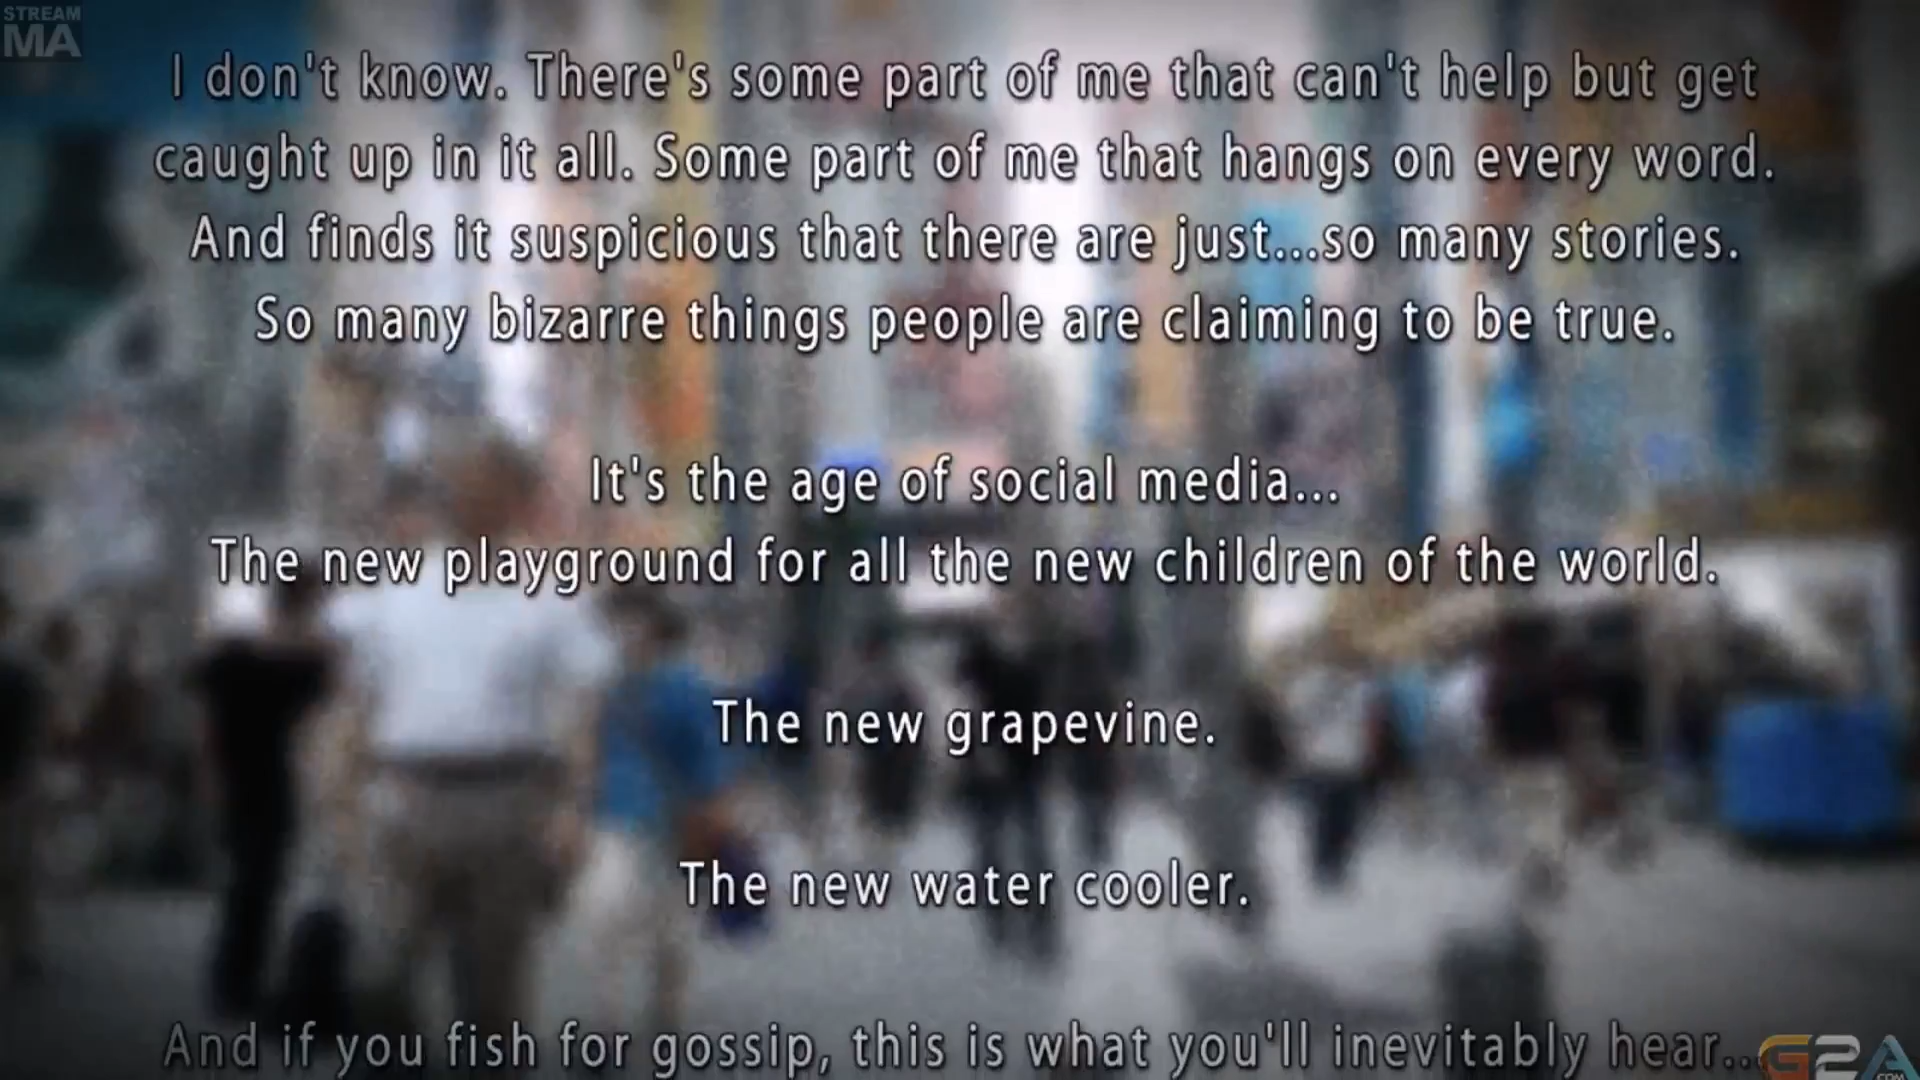 STREAM
MA
I don't know. There's some part of me that can't help but get
caught up in it all. Some part of me that hangs on every word.
And finds it suspicious that there are just...so many stories.
So many bizarre things people are claiming to be true.
It's the age of social media...
The new playground for all the new children of the world.
The new grapevine.
The new water cooler.
And if you fish for gossip, this is what you'll inevitably hear...
G2A
.COM